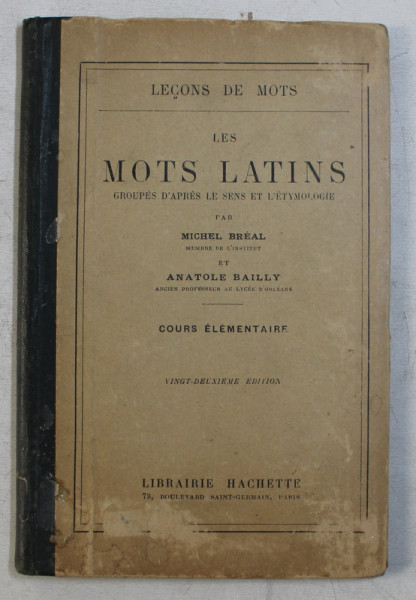 LEÇONS DE MOTS
LES
MOTS LATINS
GROUPÉS D'APRÈS LE SENS ET L'ÉTYMOLOGIE
PAR
MICHEL BRÉAL
MEMBRE DE L'INSTITUT
ET
ANATOLE BAILLY
ANCIEN PROFESSEUR AU LYCÉE D'ORLÉANS
COURS ÉLÉMENTAIRE
VINGT-DEUXIÈME ÉDITION
LIBRAIRIE HACHETTE
79, BOULEVARD SAINT-GERMAIN, PARIS